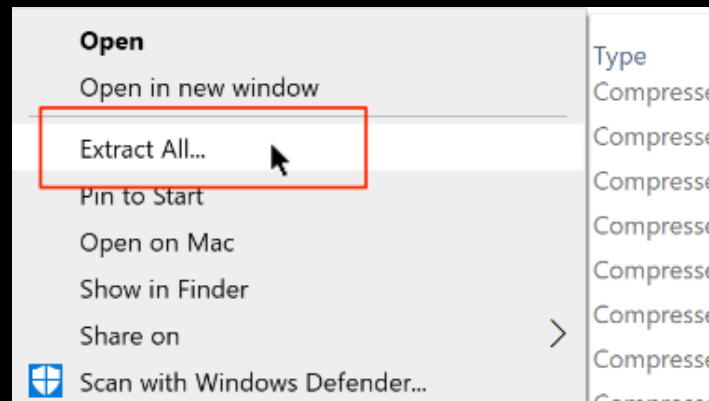 Open
Open in new window
Extract All...
Pin to Start
Open on Mac
Show in Finder
Share on
Scan with Windows Defender...
Type